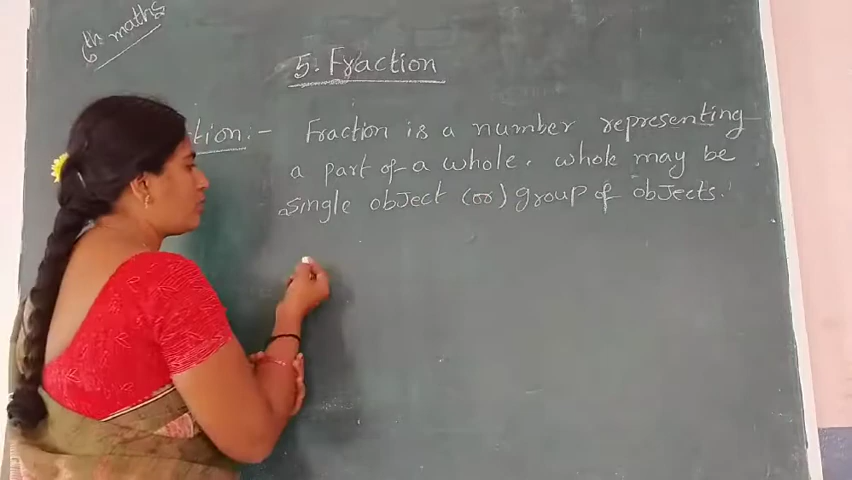 6th maths
5. Fraction
ction:- Fraction is a number representing
a part of a whole. whole may be
a single object (or) group of objects.